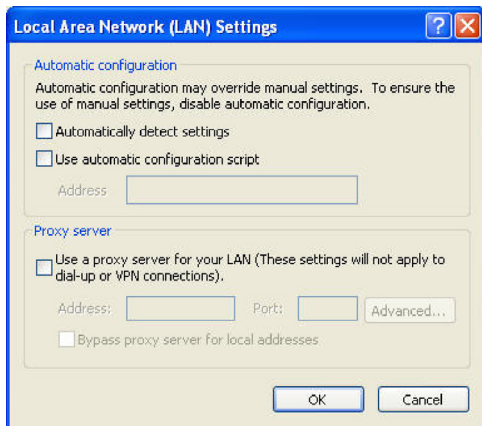 Local Area Network (LAN) Settings
Automatic configuration
Automatic configuration may override manual settings. To ensure the
use of manual settings, disable automatic configuration.
Automatically detect settings
Use automatic configuration script
Address
Proxy server
Use a proxy server for your LAN (These settings will not apply to
dial-up or VPN connections).
Address: Port: Advanced...
Bypass proxy server for local addresses
OK Cancel